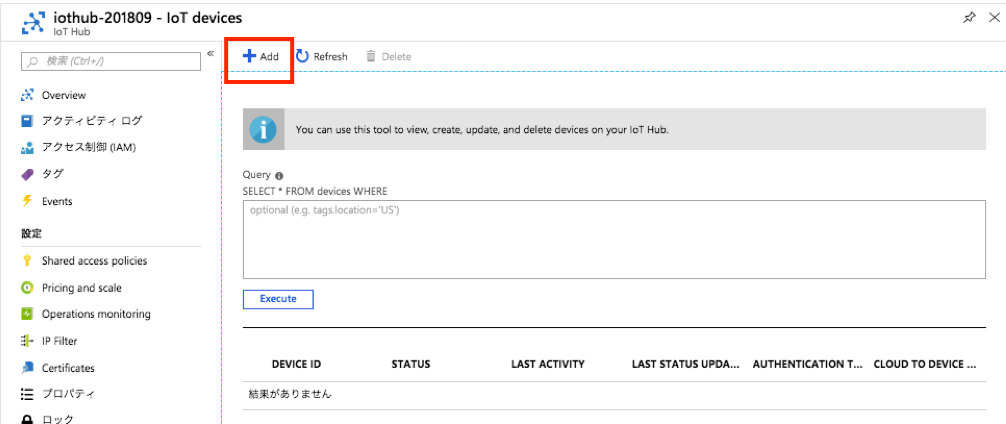 iothub-201809 - IoT devices
IoT Hub
検索 (Ctrl+/)
Overview
アクティビティ ログ
アクセス制御 (IAM)
タグ
Events
設定
Shared access policies
Pricing and scale
Operations monitoring
IP Filter
Certificates
プロパティ
ロック
Add
Refresh
Delete
You can use this tool to view, create, update, and delete devices on your IoT Hub.
Query
SELECT * FROM devices WHERE
optional (e.g. tags.location='US')
Execute
DEVICE ID STATUS LAST ACTIVITY LAST STATUS UPDA... AUTHENTICATION T... CLOUD TO DEVICE ...
結果がありません